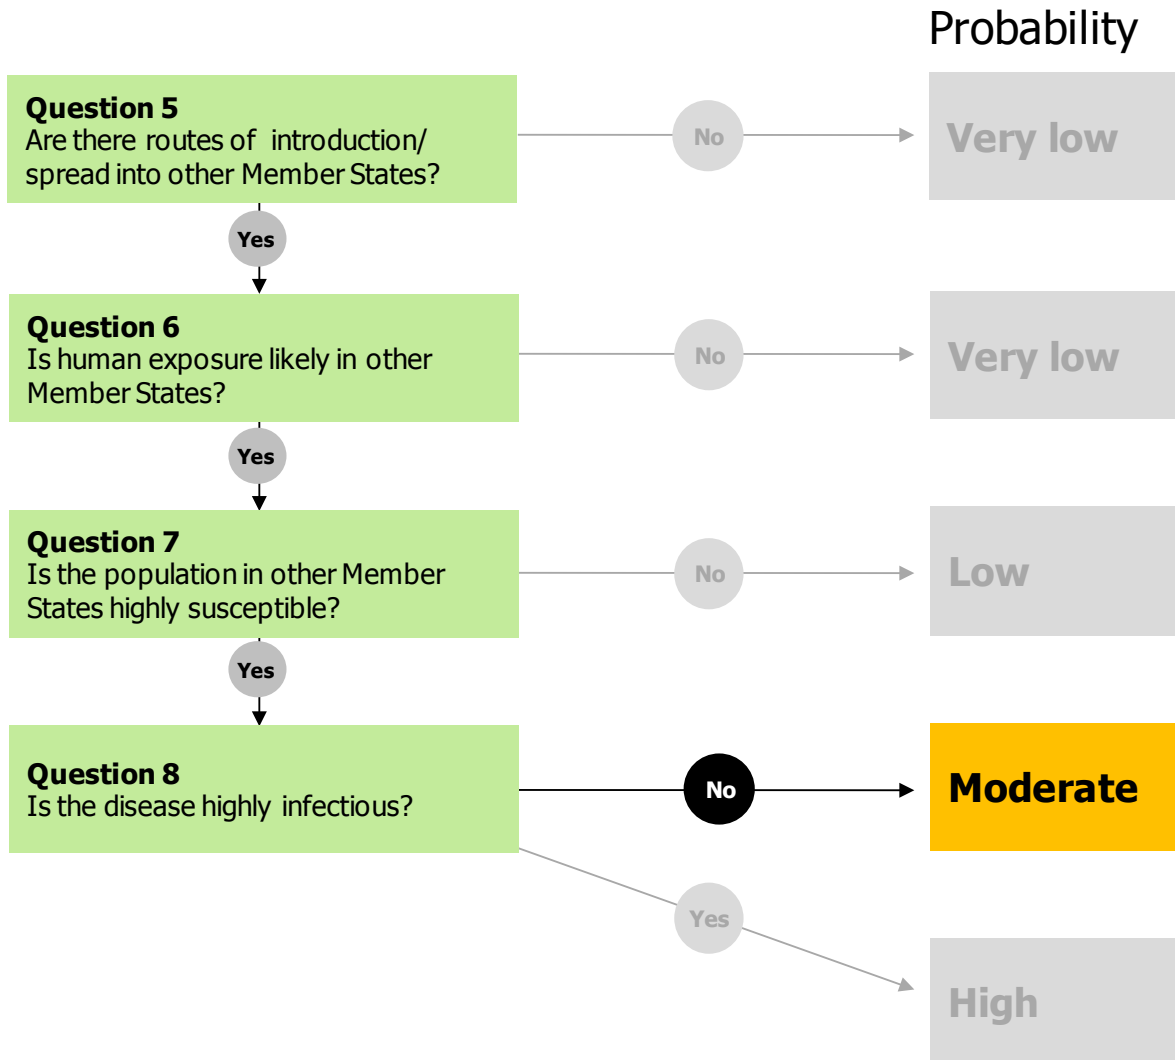 Probability
Question 5
Are there routes of introduction/
spread into other Member States?
No
Very low
Yes
Question 6
Is human exposure likely in other
Member States?
No
Very low
Yes
Question 7
Is the population in other Member
States highly susceptible?
No
Low
Yes
Question 8
Is the disease highly infectious?
No
Moderate
Yes
High